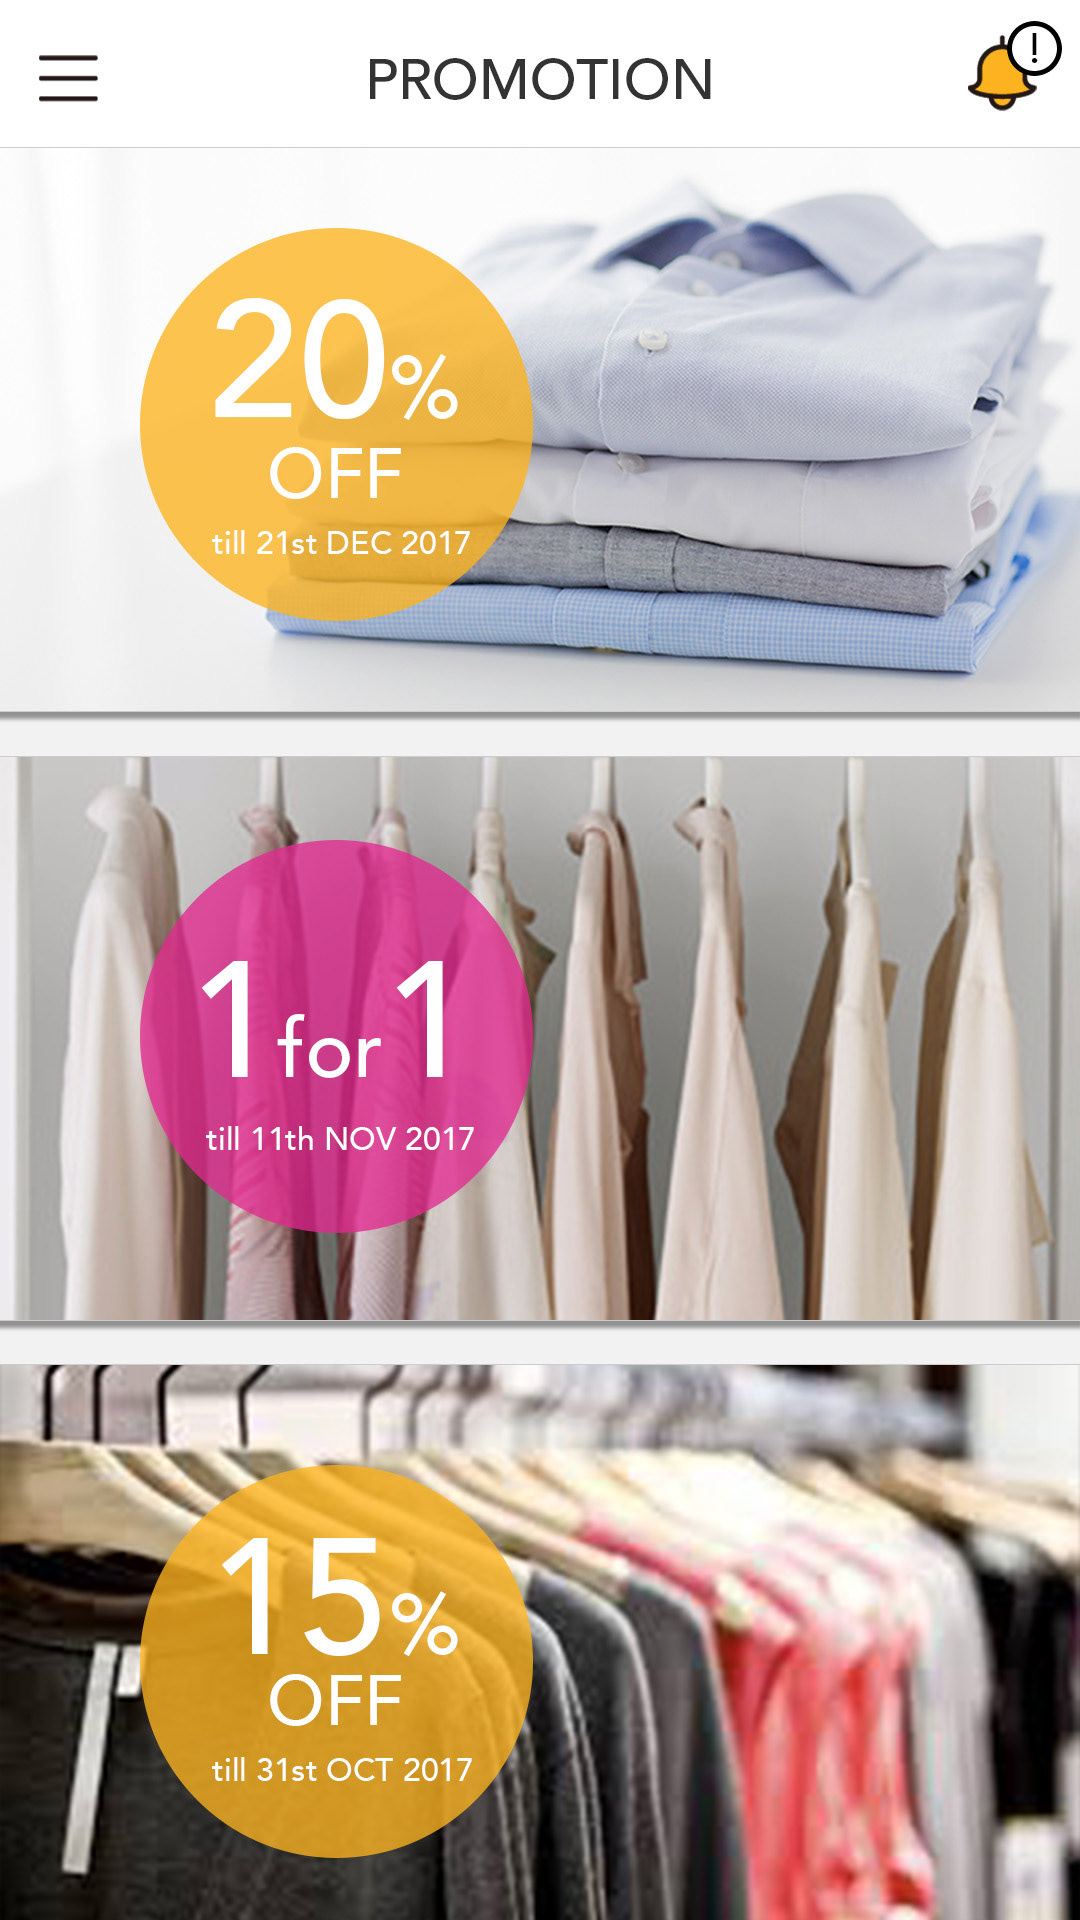 PROMOTION
!
20%
OFF
till 21st DEC 2017
1 for 1
till 11th NOV 2017
15%
OFF
till 31st OCT 2017